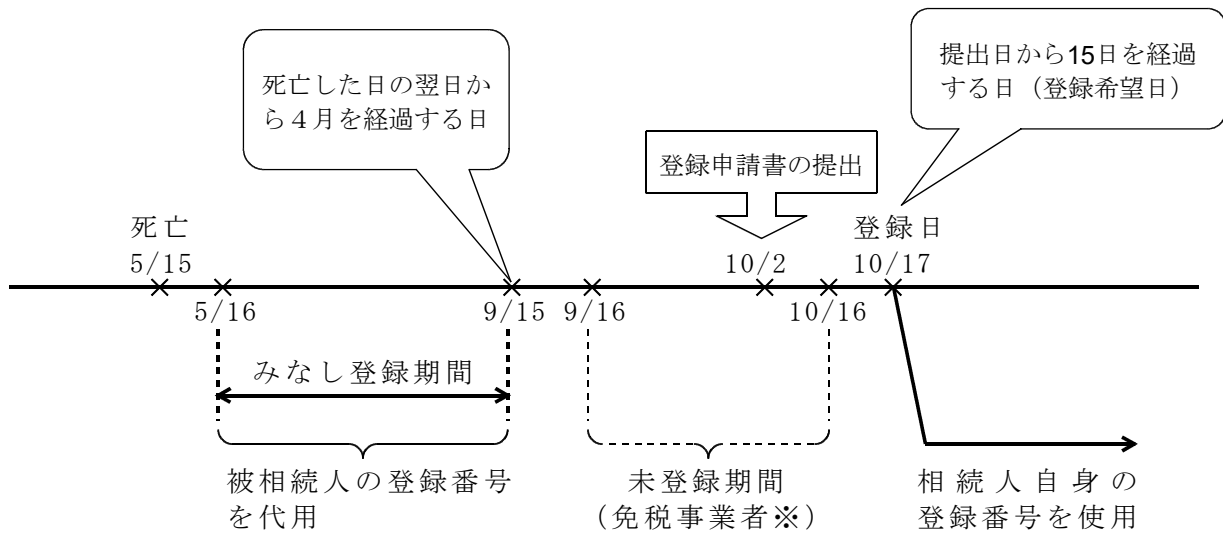 死亡した日の翌日か
ら４月を経過する日
提出日から15日を経過
する日（登録希望日）
登録申請書の提出
死亡
5/15
10/2
登録日
10/17
5/16
9/15
9/16
10/16
みなし登録期間
被相続人の登録番号
を代用
未登録期間
（免税事業者※）
相続人自身の
登録番号を使用